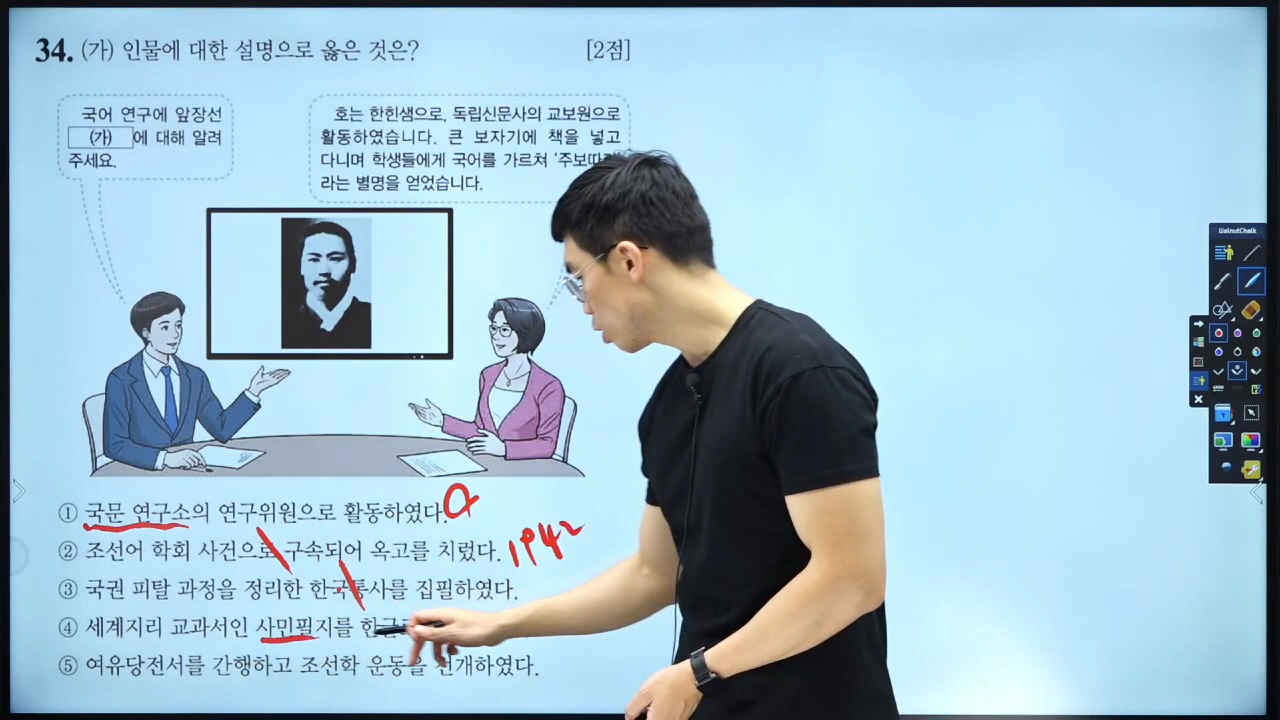 34. (가) 인물에 대한 설명으로 옳은 것은? [2점]
국어 연구에 앞장선
(가)에 대해 알려
주세요.
호는 한힌샘으로, 독립신문사의 교보원으로
활동하였습니다. 큰 보자기에 책을 넣고
다니며 학생들에게 국어를 가르쳐 '주보따리'
라는 별명을 얻었습니다.
① 국문 연구소의 연구위원으로 활동하였다.
② 조선어 학회 사건으로 구속되어 옥고를 치렀다. 1942
③ 국권 피탈 과정을 정리한 한국통사를 집필하였다.
④ 세계지리 교과서인 사민필지를
⑤ 여유당전서를 간행하고 조선학 운동을 전개하였다.
WalnutChalk